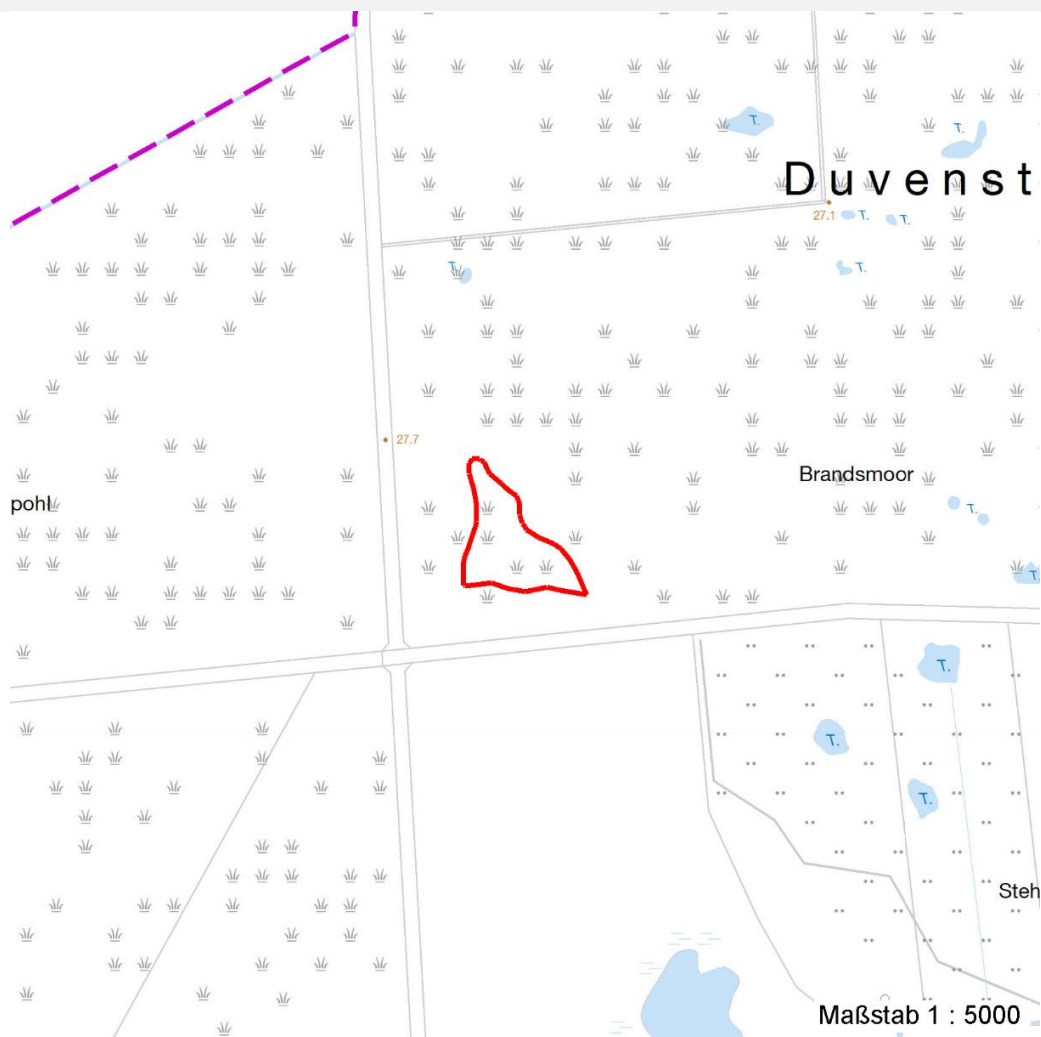 T.
T.
Duvenst
27.1
T.
T.
T.
T.
27.7
Brandsmoor
pohl
T.
T.
T.
T.
T.
Steh
Maßstab 1 : 5000